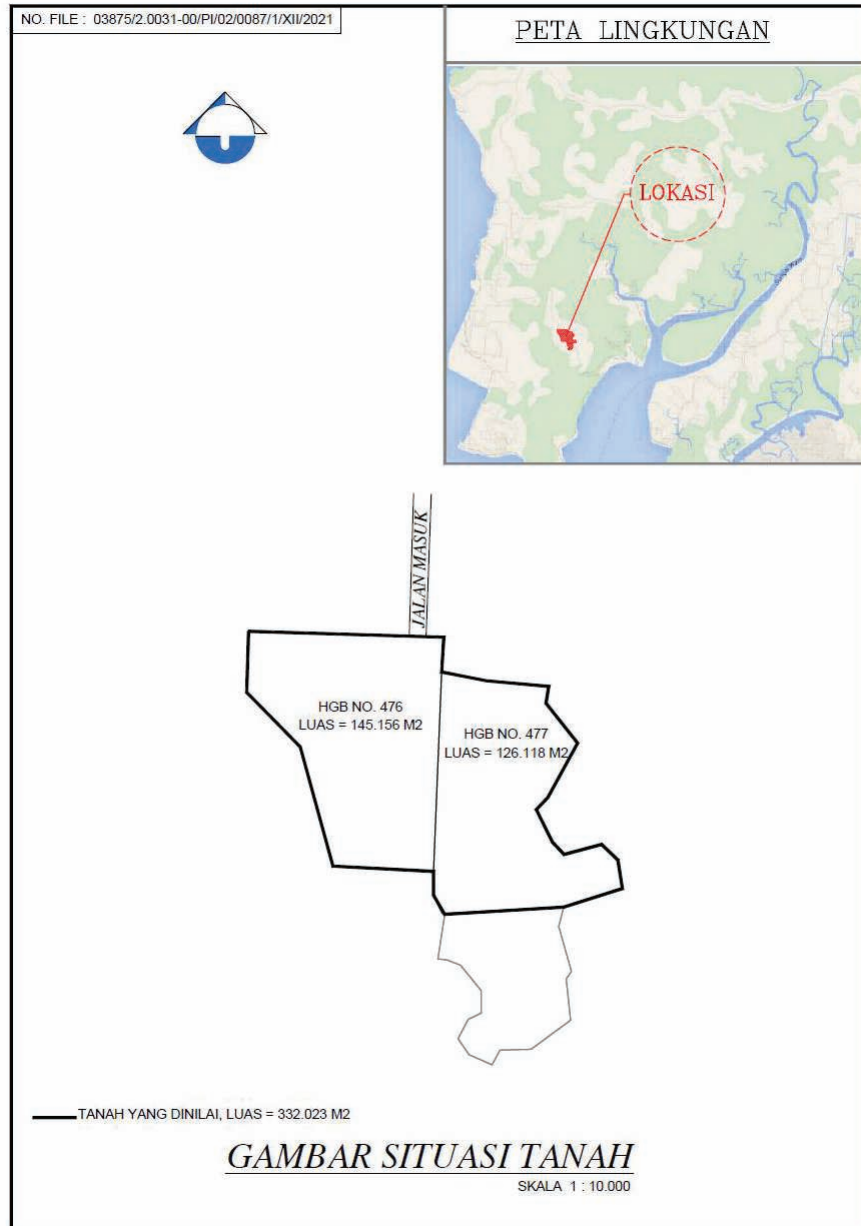 NO. FILE : 03875/2.0031-00/PI/02/0087/1/XII/2021
PETA LINGKUNGAN
U
LOKASI
JALAN MASUK
HGB NO. 476
LUAS = 145.156 M2
HGB NO. 477
LUAS = 126.118 M2
TANAH YANG DINILAI, LUAS = 332.023 M2
GAMBAR SITUASI TANAH
SKALA 1 : 10.000